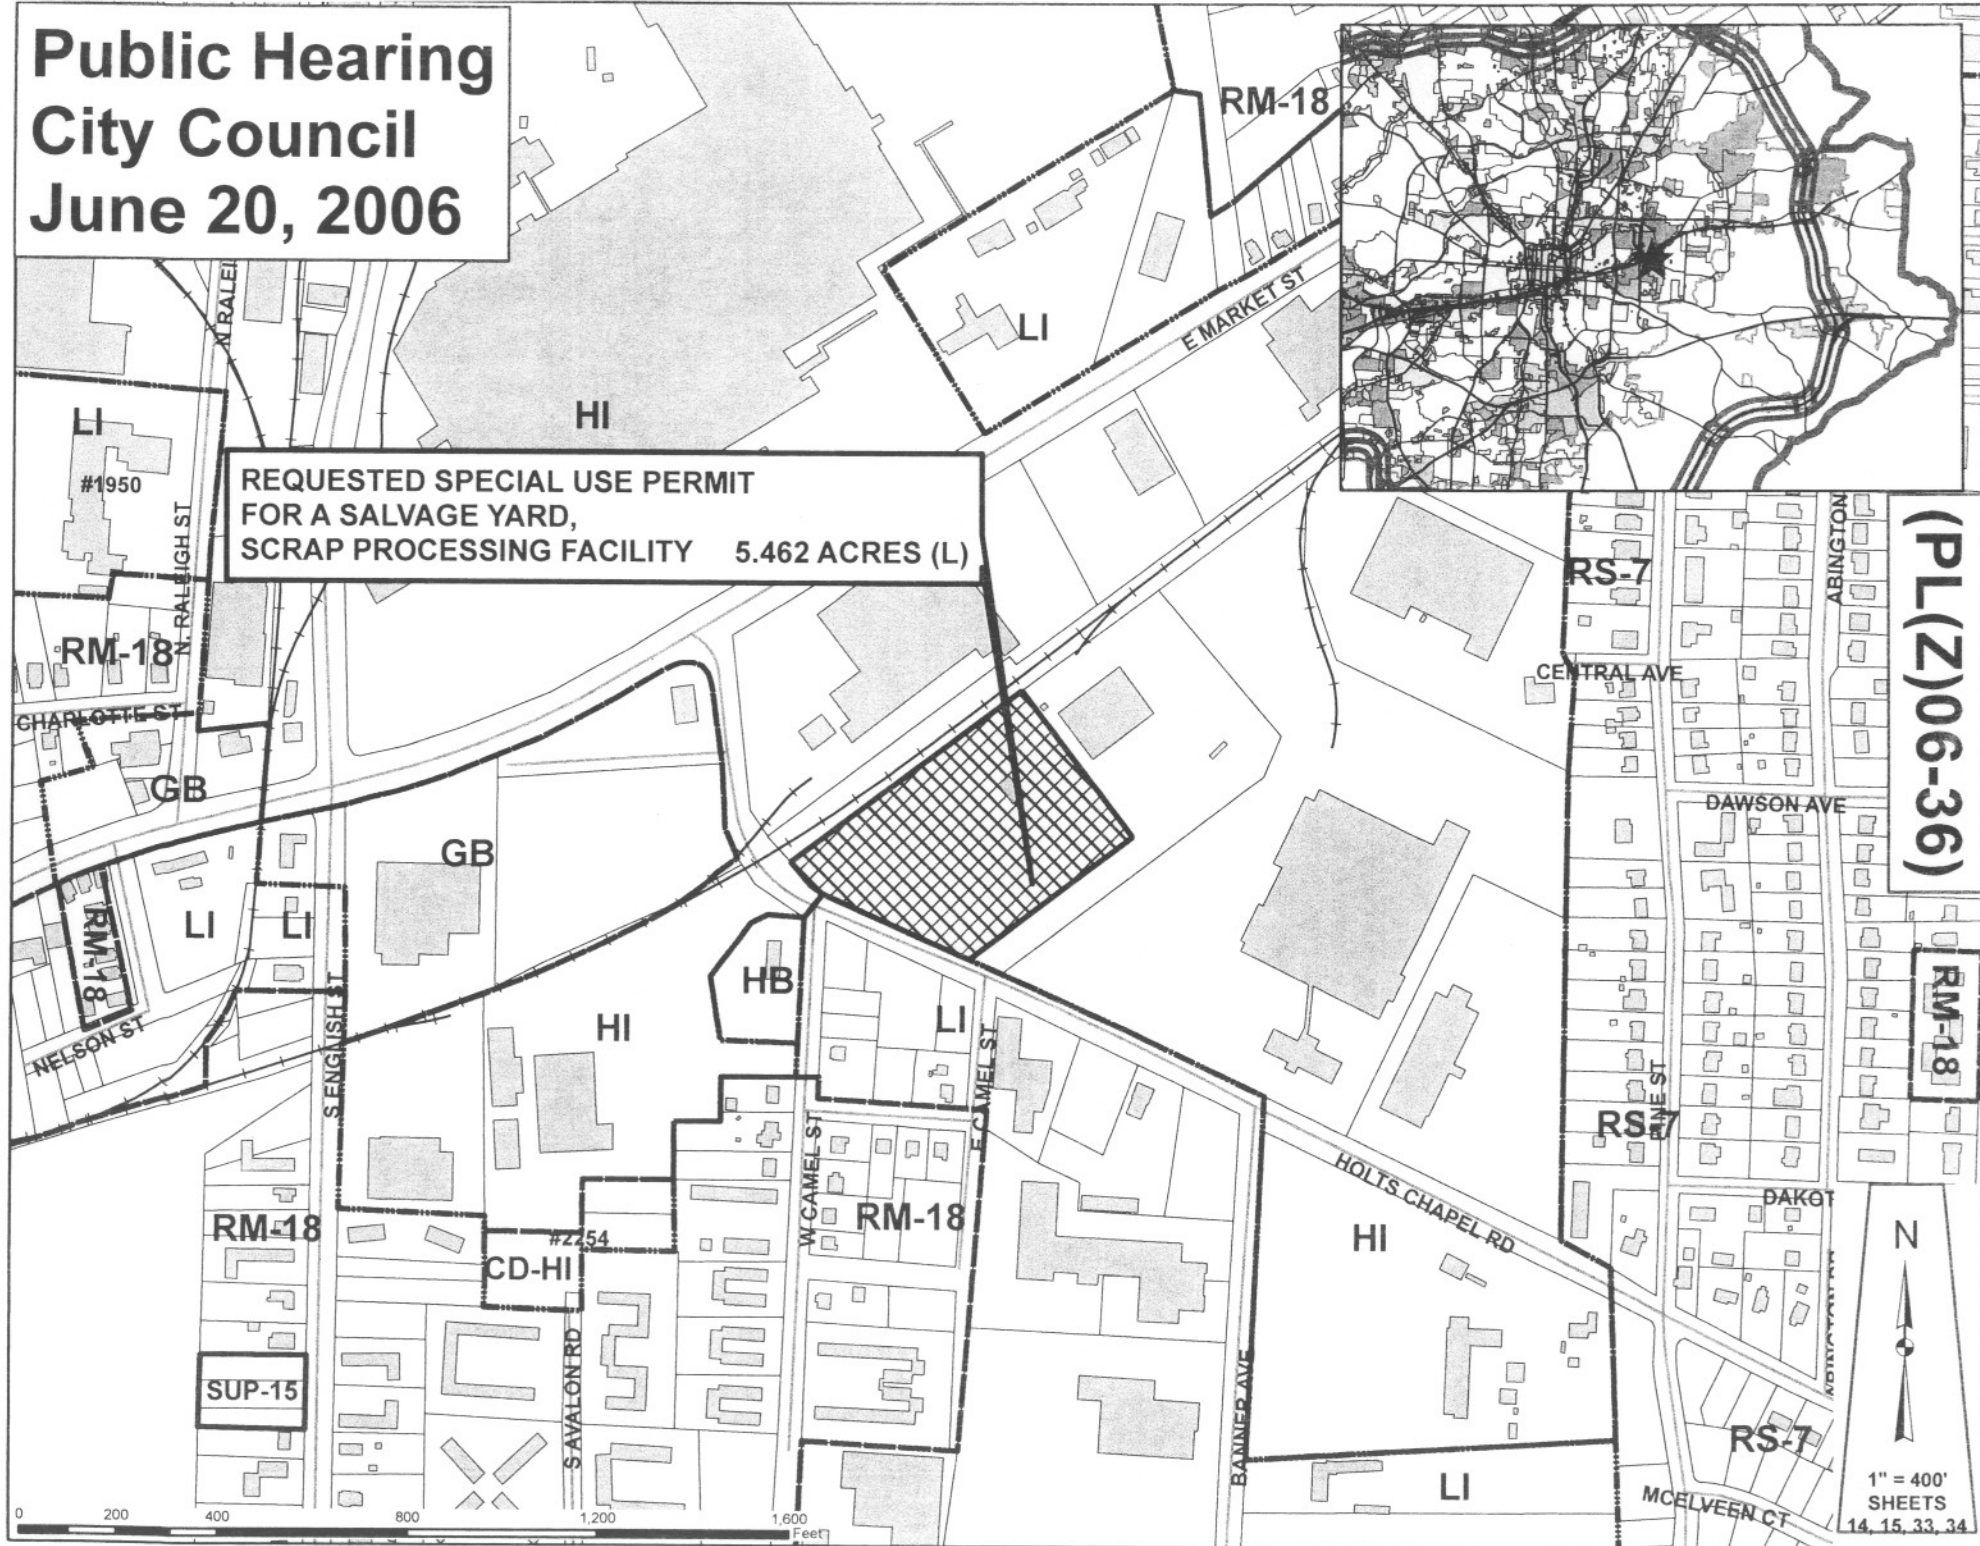 Public Hearing
City Council
June 20, 2006
RM-18
LI
E MARKET ST
HI
LI
#1950
N. RALEIGH ST
REQUESTED SPECIAL USE PERMIT
FOR A SALVAGE YARD,
SCRAP PROCESSING FACILITY 5.462 ACRES (L)
(PL(Z)06-36)
ABINGTON
RS-7
RM-18
CENTRAL AVE
CHARLOTTE ST
GB
DAWSON AVE
GB
RM-18
LI
LI
HB
LI
RM-18
NELSON ST
S ENGLISH ST
HI
E CAMEL ST
W CAMEL ST
RS-7
PINE ST
HOLTS CHAPEL RD
DAKOT
RM-18
#2254
CD-HI
RM-18
HI
N
SUP-15
S AVALON RD
BANNER AVE
RS-7
LI
MCELVEEN CT
1" = 400'
SHEETS
14, 15, 33, 34
0 200 400 800 1,200 1,600
Feet